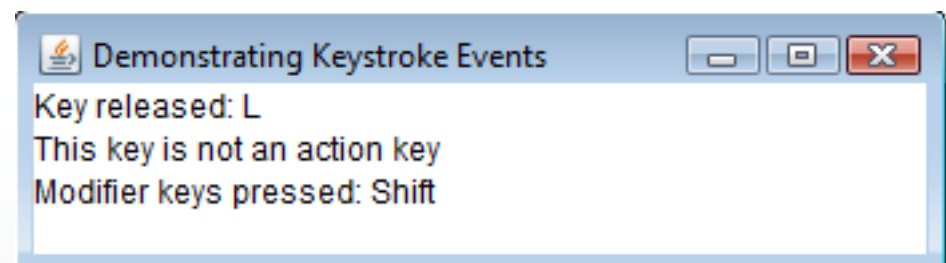 Demonstrating Keystroke Events
Key released: L
This key is not an action key
Modifier keys pressed: Shift